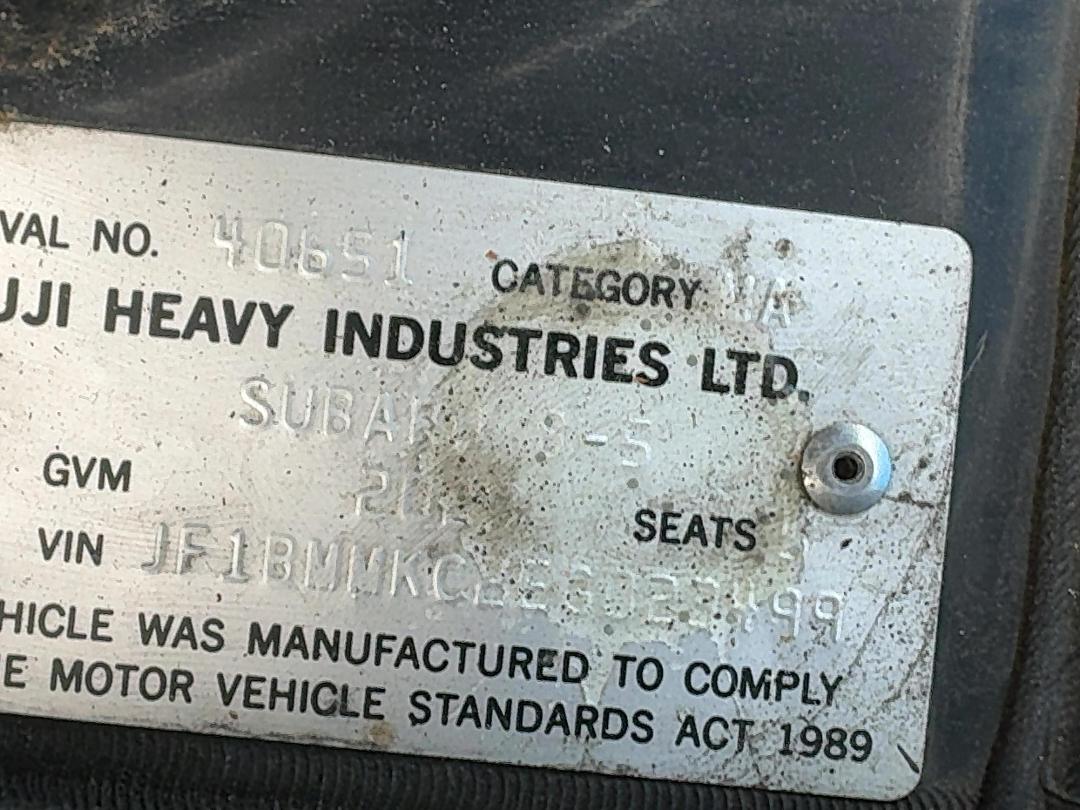 VAL NO. 40651 CATEGORY
UJI HEAVY INDUSTRIES LTD.
GVM
SEATS
VIN
HICLE WAS MANUFACTURED TO COMPLY
E MOTOR VEHICLE STANDARDS ACT 1989